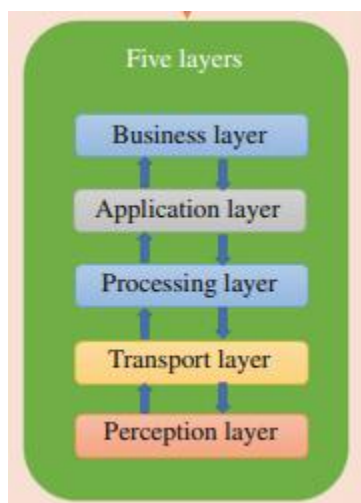 Five layers
Business layer
Application layer
Processing layer
Transport layer
Perception layer